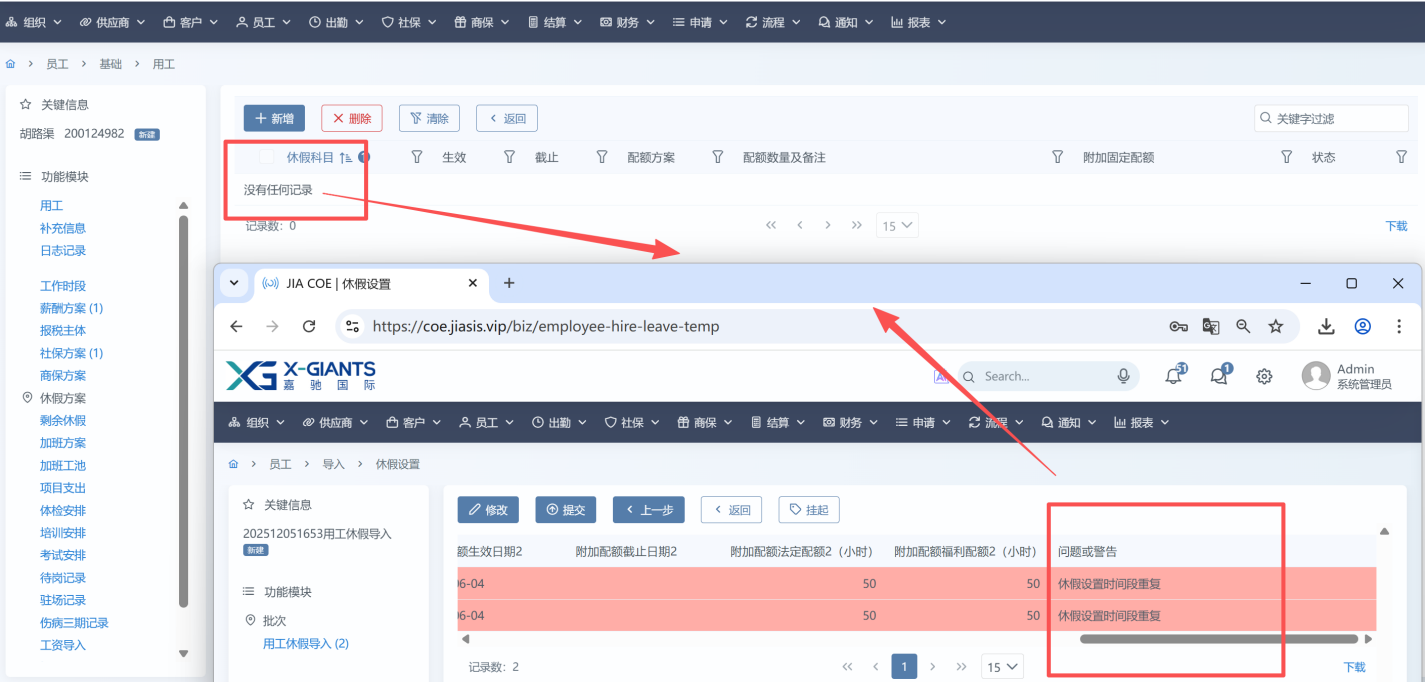 组织 供应商 客户 员工 出勤 社保 商保 结算 财务 申请 流程 通知 报表
员工 > 基础 > 用工
关键信息
胡路渠 200124982 新建
功能模块
用工
补充信息
日志记录
工作时段
薪酬方案 (1)
报税主体
社保方案 (1)
商保方案
休假方案
剩余休假
加班方案
加班工池
项目支出
体检安排
培训安排
考试安排
待岗记录
驻场记录
伤病三期记录
工资导入
新增 删除 清除 返回 关键字过滤
休假科目 1 生效 截止 配额方案 配额数量及备注 附加固定配额 状态
没有任何记录
记录数: 0 15 下载
JIA COE | 休假设置
https://coe.jiasis.vip/biz/employee-hire-leave-temp
X-GIANTS
嘉驰国际
AI Search... 51 1 Admin
系统管理员
组织 供应商 客户 员工 出勤 社保 商保 结算 财务 申请 流程 通知 报表
员工 > 导入 > 休假设置
关键信息
202512051653用工休假导入
新建
功能模块
批次
用工休假导入 (2)
修改 提交 上一步 返回 挂起
额生效日期2 附加配额截止日期2 附加配额法定配额2（小时） 附加配额福利配额2（小时） 问题或警告
06-04 50 50 休假设置时间段重复
06-04 50 50 休假设置时间段重复
记录数: 2 1 15 下载